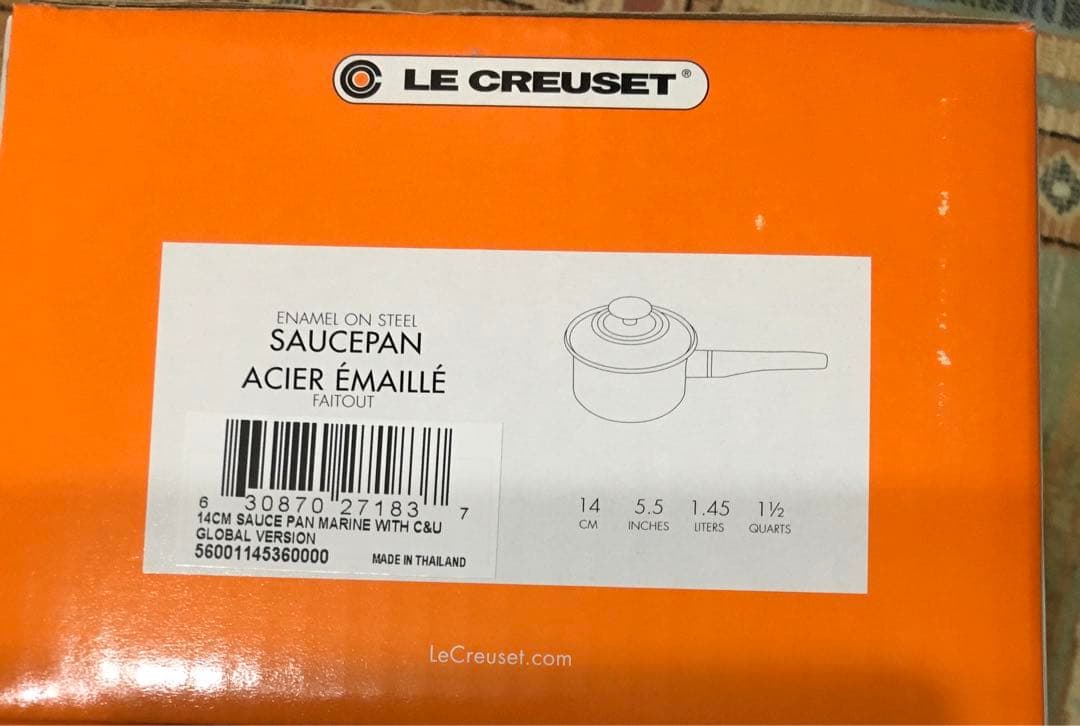 LE CREUSET®
ENAMEL ON STEEL
SAUCEPAN
ACIER ÉMAILLÉ
FAITOUT
6 30870 27183 7
14CM SAUCE PAN MARINE WITH C&U
GLOBAL VERSION
56001145360000 MADE IN THAILAND
14 5.5 1.45 1½
CM INCHES LITERS QUARTS
LeCreuset.com